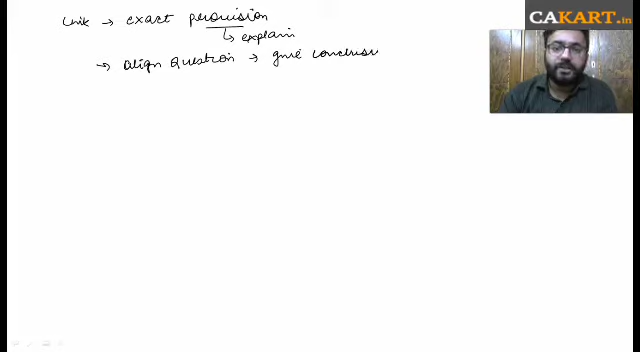 CAKART.in
Link → exact provision
↳ explain
→ align question → give conclusion